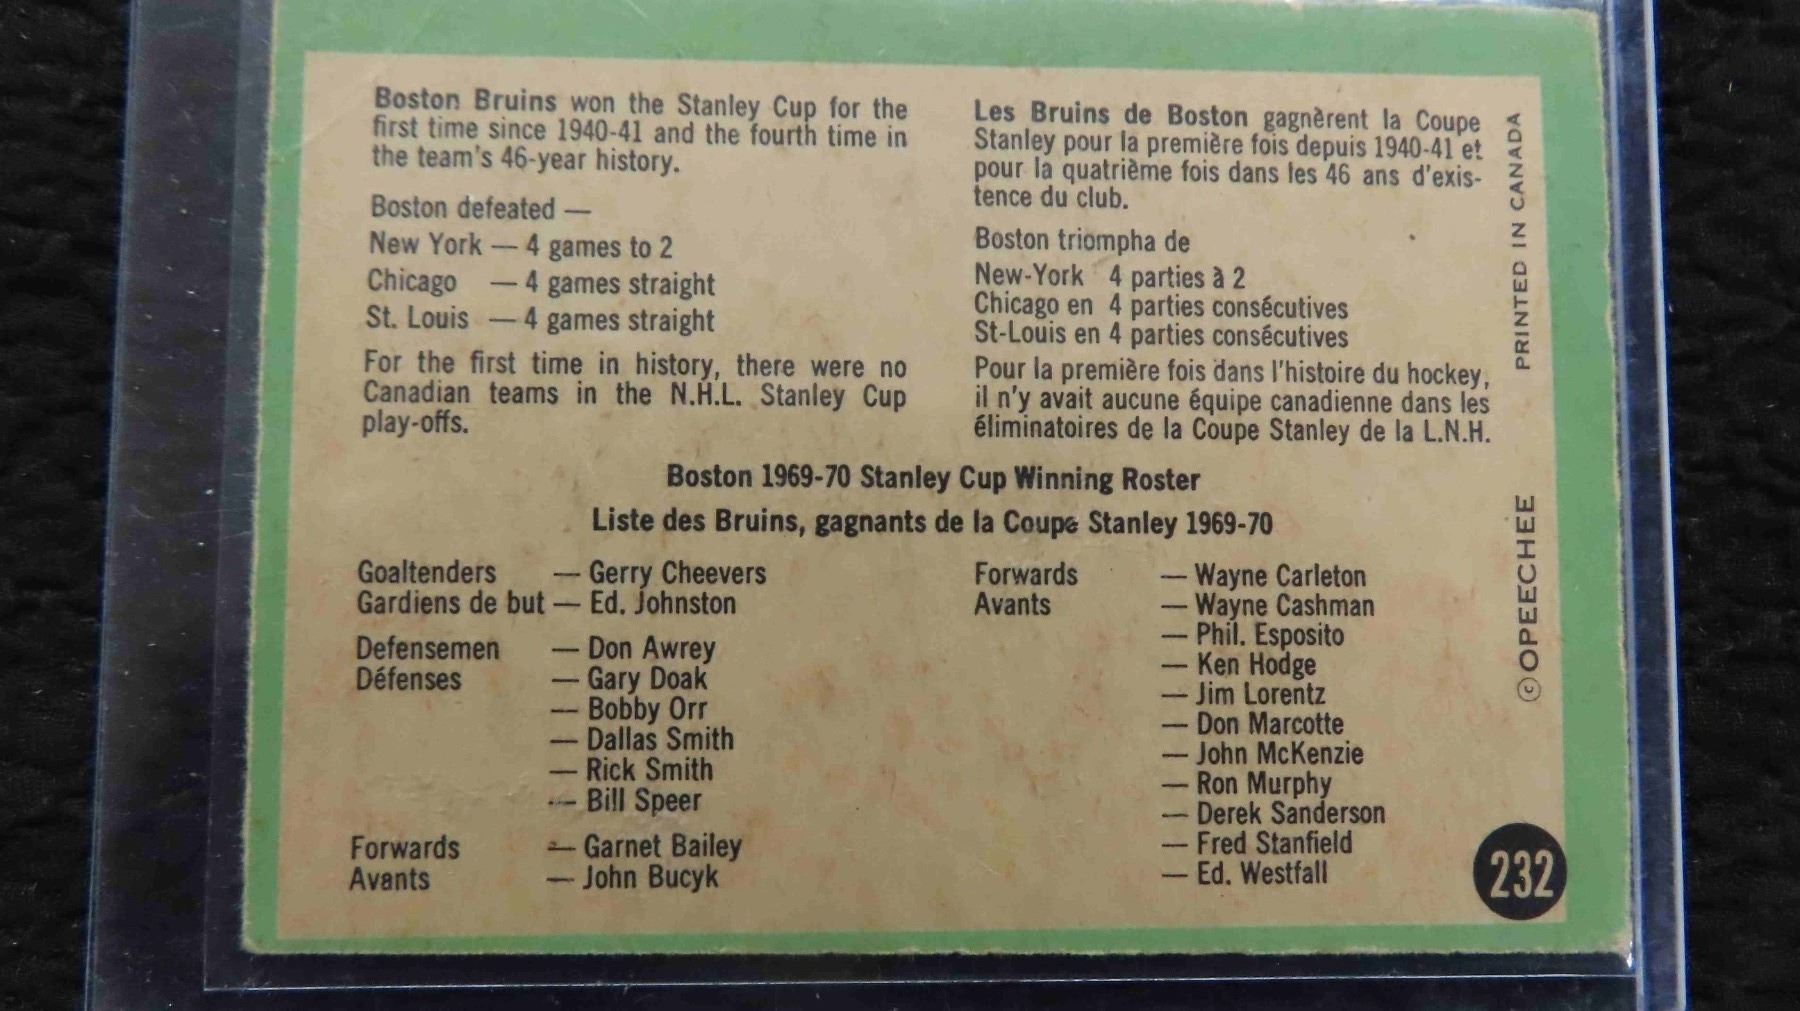 Boston Bruins won the Stanley Cup for the
first time since 1940-41 and the fourth time in
the team's 46-year history.
Boston defeated —
New York — 4 games to 2
Chicago — 4 games straight
St. Louis — 4 games straight
For the first time in history, there were no
Canadian teams in the N.H.L. Stanley Cup
play-offs.
Les Bruins de Boston gagnèrent la Coupe
Stanley pour la première fois depuis 1940-41 et
pour la quatrième fois dans les 46 ans d'exis-
tence du club.
Boston triompha de
New-York 4 parties à 2
Chicago en 4 parties consécutives
St-Louis en 4 parties consécutives
Pour la première fois dans l'histoire du hockey,
il n'y avait aucune équipe canadienne dans les
éliminatoires de la Coupe Stanley de la L.N.H.
Boston 1969-70 Stanley Cup Winning Roster
Liste des Bruins, gagnants de la Coupe Stanley 1969-70
Goaltenders — Gerry Cheevers
Gardiens de but — Ed. Johnston
Defensemen — Don Awrey
Défenses — Gary Doak
— Bobby Orr
— Dallas Smith
— Rick Smith
— Bill Speer
Forwards — Garnet Bailey
Avants — John Bucyk
Forwards — Wayne Carleton
Avants — Wayne Cashman
— Phil. Esposito
— Ken Hodge
— Jim Lorentz
— Don Marcotte
— John McKenzie
— Ron Murphy
— Derek Sanderson
— Fred Stanfield
— Ed. Westfall
© OPEECHEE PRINTED IN CANADA
232